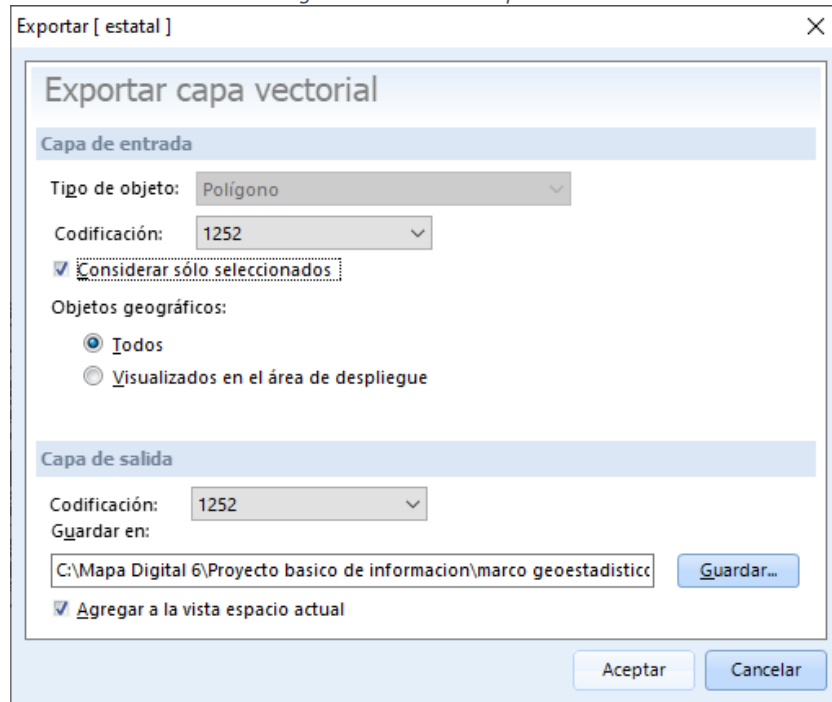 Exportar [ estatal ]
Exportar capa vectorial
Capa de entrada
Tipo de objeto: Polígono
Codificación: 1252
Considerar sólo seleccionados
Objetos geográficos:
Todos
Visualizados en el área de despliegue
Capa de salida
Codificación: 1252
Guardar en:
C:\Mapa Digital 6\Proyecto basico de informacion\marco geoestadistico Guardar...
Agregar a la vista espacio actual
Aceptar Cancelar